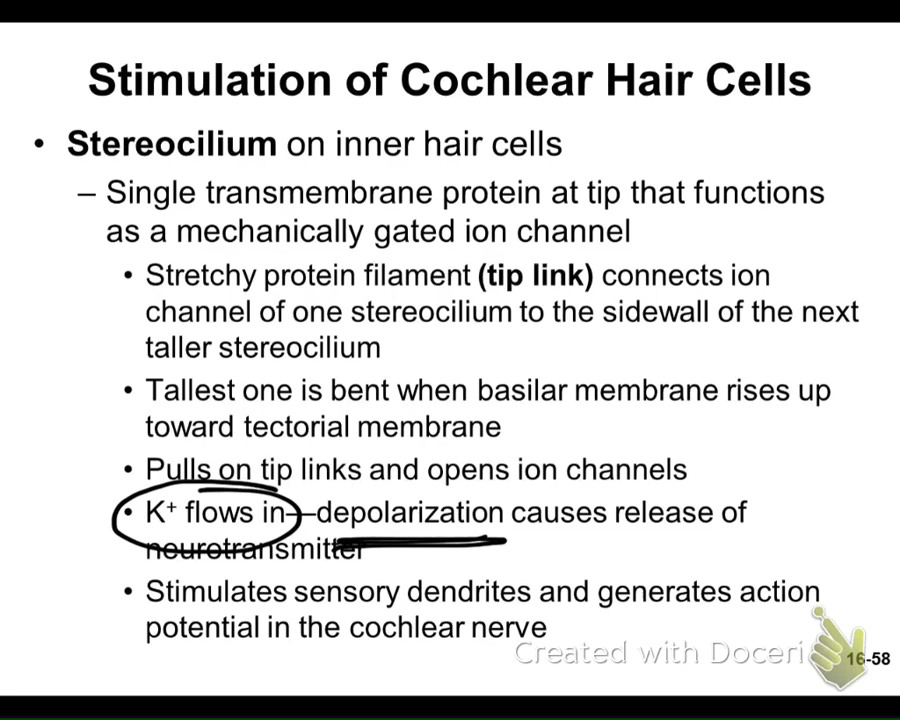 Stimulation of Cochlear Hair Cells
• Stereocilium on inner hair cells
– Single transmembrane protein at tip that functions
as a mechanically gated ion channel
• Stretchy protein filament (tip link) connects ion
channel of one stereocilium to the sidewall of the next
taller stereocilium
• Tallest one is bent when basilar membrane rises up
toward tectorial membrane
• Pulls on tip links and opens ion channels
• K⁺ flows in—depolarization causes release of
neurotransmitter
• Stimulates sensory dendrites and generates action
potential in the cochlear nerve
Created with Doceri
16-58